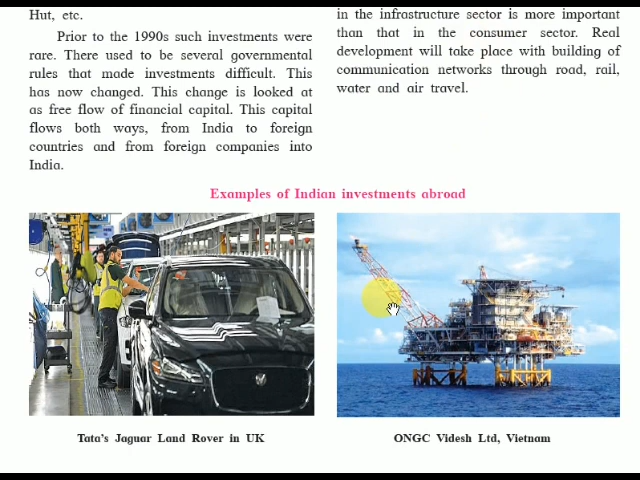 Hut, etc.
Prior to the 1990s such investments were
rare. There used to be several governmental
rules that made investments difficult. This
has now changed. This change is looked at
as free flow of financial capital. This capital
flows both ways, from India to foreign
countries and from foreign companies into
India.
in the infrastructure sector is more important
than that in the consumer sector. Real
development will take place with building of
communication networks through road, rail,
water and air travel.
Examples of Indian investments abroad
Tata's Jaguar Land Rover in UK
ONGC Videsh Ltd, Vietnam